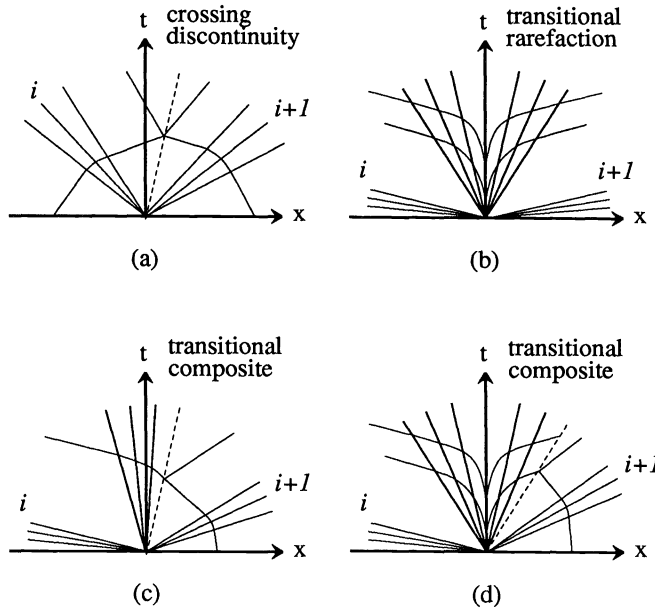 t
crossing
discontinuity
i
i+1
x
(a)
t
transitional
rarefaction
i
i+1
x
(b)
t
transitional
composite
i
i+1
x
(c)
t
transitional
composite
i
i+1
x
(d)